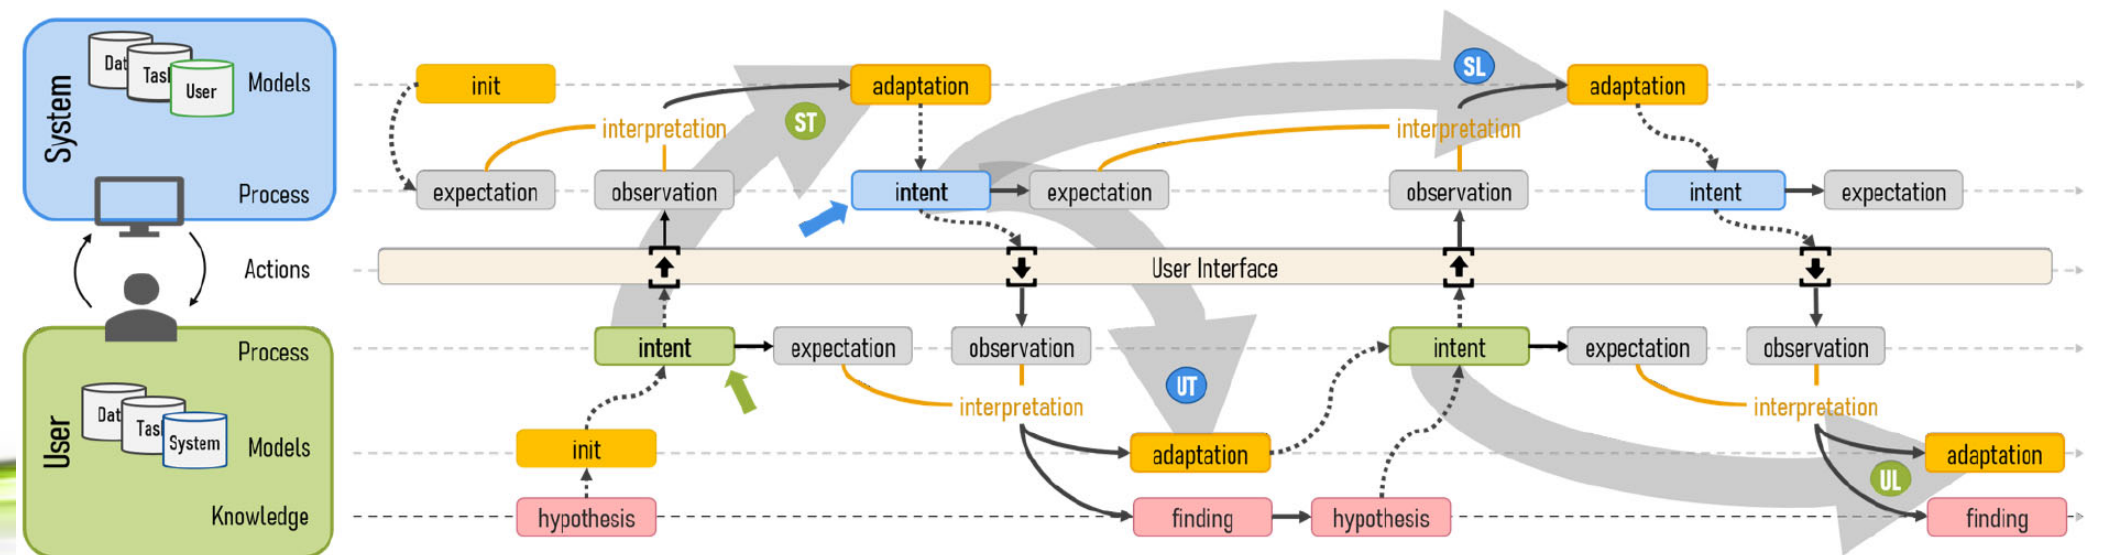 System
Dat
Tas
User
Models
Process
Actions
Process
User
Dat
Tas
System
Models
Knowledge
init
adaptation
SL
adaptation
ST
interpretation
interpretation
expectation
observation
intent
expectation
observation
intent
expectation
User Interface
intent
expectation
observation
intent
expectation
observation
UT
interpretation
interpretation
init
adaptation
adaptation
UL
hypothesis
finding
hypothesis
finding